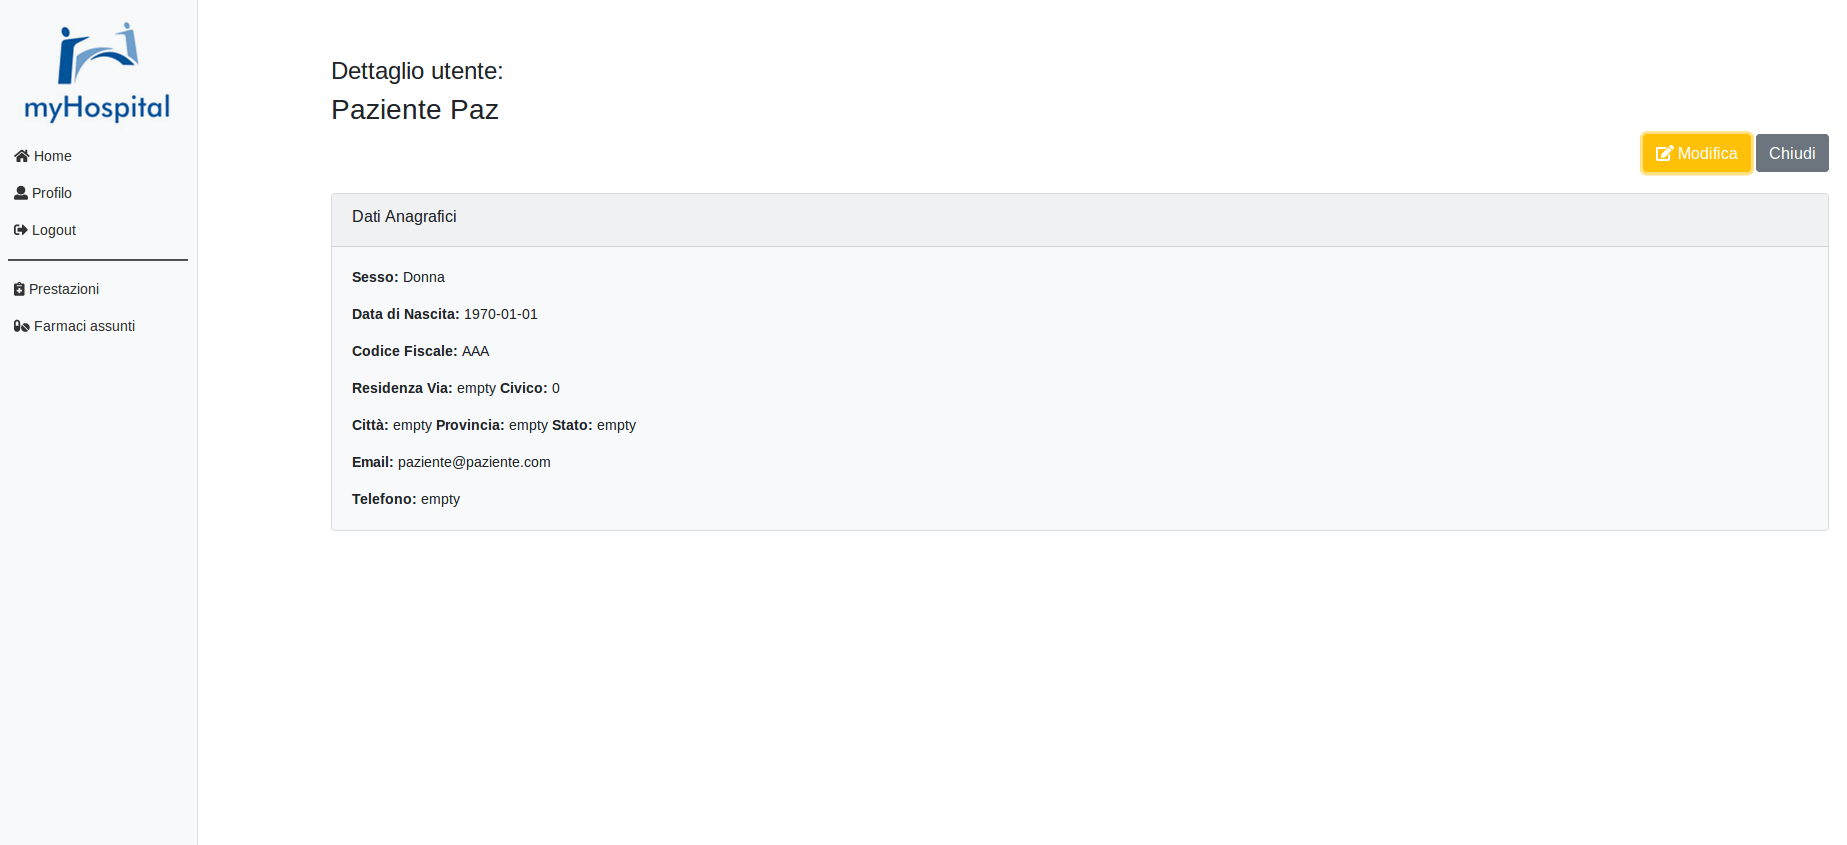 myHospital
Home
Profilo
Logout
Prestazioni
Farmaci assunti
Dettaglio utente:
Paziente Paz
Modifica Chiudi
Dati Anagrafici
Sesso: Donna
Data di Nascita: 1970-01-01
Codice Fiscale: AAA
Residenza Via: empty Civico: 0
Città: empty Provincia: empty Stato: empty
Email: paziente@paziente.com
Telefono: empty